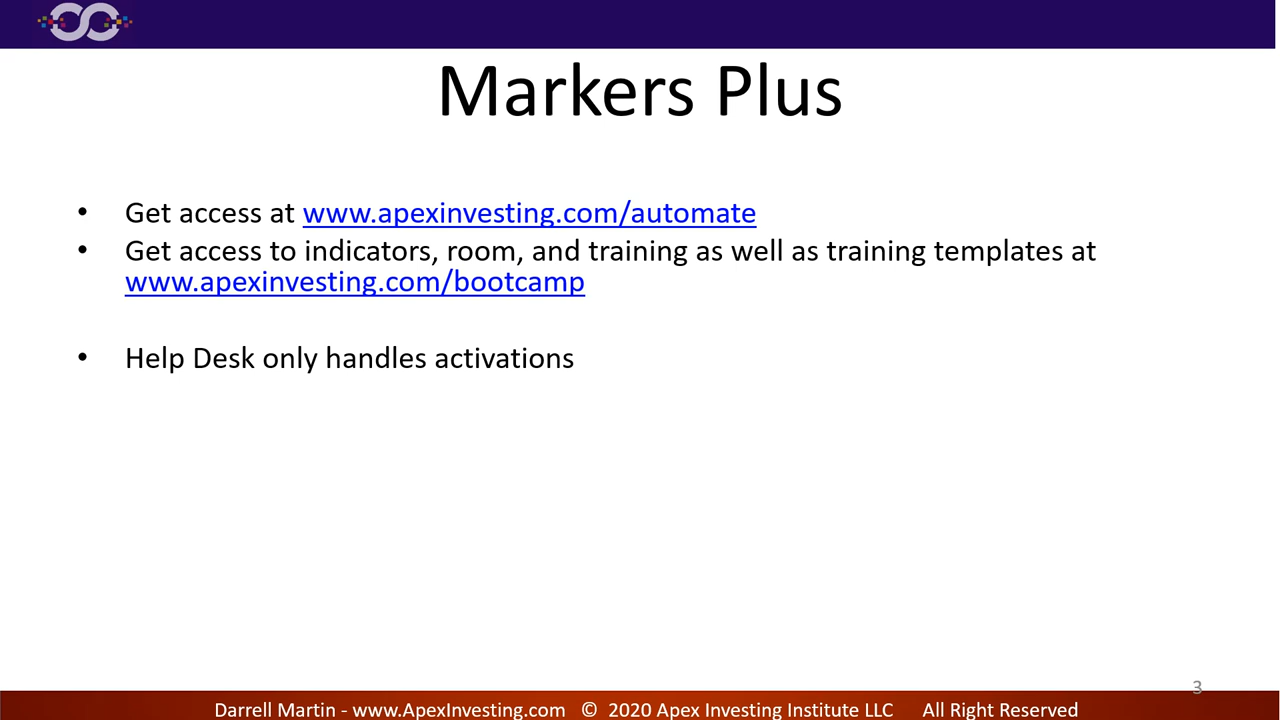 Markers Plus
• Get access at www.apexinvesting.com/automate
• Get access to indicators, room, and training as well as training templates at
www.apexinvesting.com/bootcamp
• Help Desk only handles activations
3
Darrell Martin - www.ApexInvesting.com © 2020 Apex Investing Institute LLC All Right Reserved